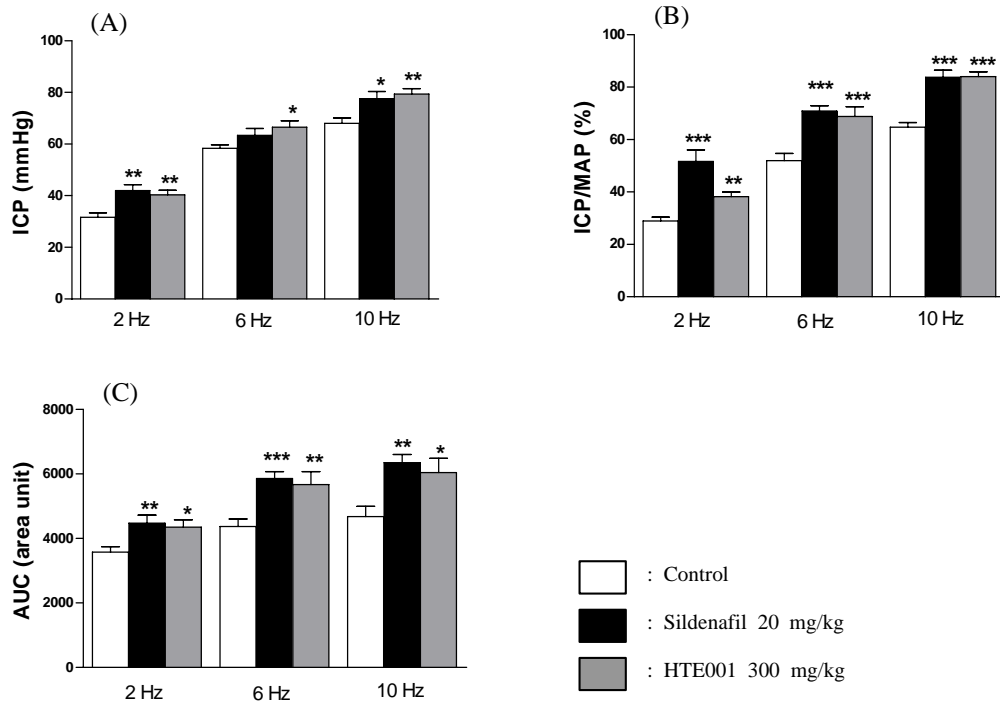 (A)
ICP (mmHg)
100
80
60
40
20
0
** **
*
* **
2 Hz 6 Hz 10 Hz
(B)
ICP/MAP (%)
100
80
60
40
20
0
*** **
*** ***
*** ***
2 Hz 6 Hz 10 Hz
(C)
AUC (area unit)
8000
6000
4000
2000
0
** *
*** **
** *
2 Hz 6 Hz 10 Hz
: Control
: Sildenafil 20 mg/kg
: HTE001 300 mg/kg